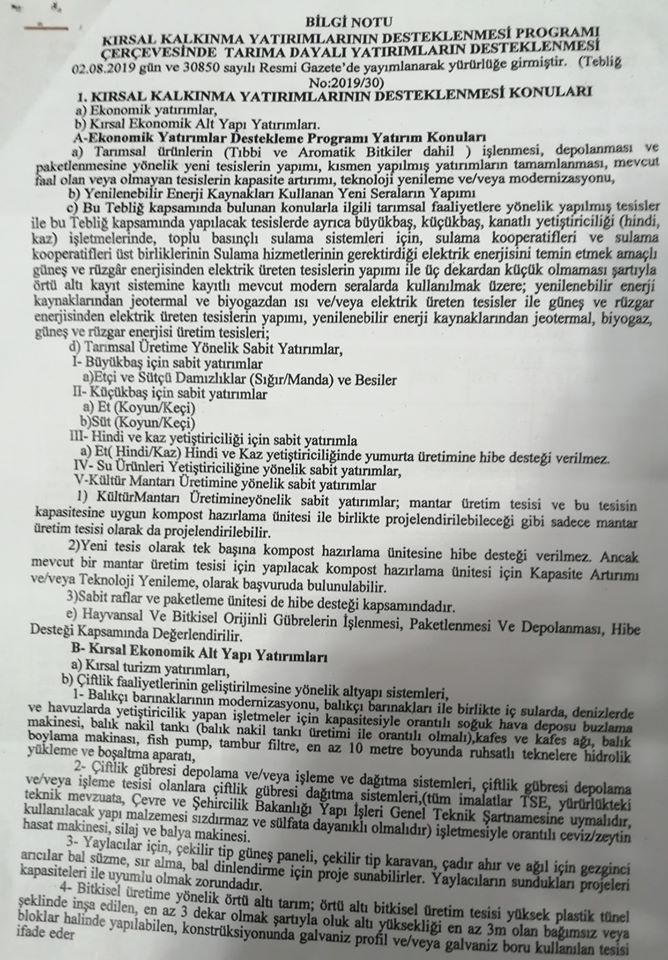 BİLGİ NOTU
KIRSAL KALKINMA YATIRIMLARININ DESTEKLENMESİ PROGRAMI
ÇERÇEVESİNDE TARIMA DAYALI YATIRIMLARIN DESTEKLENMESİ
02.08.2019 gün ve 30850 sayılı Resmi Gazete'de yayımlanarak yürürlüğe girmiştir. (Tebliğ
No:2019/30)
1. KIRSAL KALKINMA YATIRIMLARININ DESTEKLENMESİ KONULARI
a) Ekonomik yatırımlar,
b) Kırsal Ekonomik Alt Yapı Yatırımları.
A-Ekonomik Yatırımlar Destekleme Programı Yatırım Konuları
a) Tarımsal ürünlerin (Tıbbi ve Aromatik Bitkiler dahil ) işlenmesi, depolanması ve
paketlenmesine yönelik yeni tesislerin yapımı, kısmen yapılmış yatırımların tamamlanması, mevcut
faal olan veya olmayan tesislerin kapasite artırımı, teknoloji yenileme ve/veya modernizasyonu,
b) Yenilenebilir Enerji Kaynakları Kullanan Yeni Seraların Yapımı
c) Bu Tebliğ kapsamında bulunan konularla ilgili tarımsal faaliyetlere yönelik yapılmış tesisler
ile bu Tebliğ kapsamında yapılacak tesislerde ayrıca büyükbaş, küçükbaş, kanatlı yetiştiriciliği (hindi,
kaz) işletmelerinde, toplu basınçlı sulama sistemleri için, sulama kooperatifleri ve sulama
kooperatifleri üst birliklerinin Sulama hizmetlerinin gerektirdiği elektrik enerjisini temin etmek amaçlı
güneş ve rüzgâr enerjisinden elektrik üreten tesislerin yapımı ile üç dekardan küçük olmaması şartıyla
örtü altı kayıt sistemine kayıtlı mevcut modern seralarda kullanılmak üzere; yenilenebilir enerji
kaynaklarından jeotermal ve biyogazdan ısı ve/veya elektrik üreten tesisler ile güneş ve rüzgar
enerjisinden elektrik üreten tesislerin yapımı, yenilenebilir enerji kaynaklarından jeotermal, biyogaz,
güneş ve rüzgar enerjisi üretim tesisleri;
d) Tarımsal Üretime Yönelik Sabit Yatırımlar,
I- Büyükbaş için sabit yatırımlar
a)Etçi ve Sütçü Damızlıklar (Sığır/Manda) ve Besiler
II- Küçükbaş için sabit yatırımlar
a) Et (Koyun/Keçi)
b)Süt (Koyun/Keçi)
III- Hindi ve kaz yetiştiriciliği için sabit yatırımla
a) Et( Hindi/Kaz) Hindi ve Kaz yetiştiriciliğinde yumurta üretimine hibe desteği verilmez.
IV- Su Ürünleri Yetiştiriciliğine yönelik sabit yatırımlar,
V-Kültür Mantarı Üretimine yönelik sabit yatırımlar
1) KültürMantarı Üretimineyönelik sabit yatırımlar; mantar üretim tesisi ve bu tesisin
kapasitesine uygun kompost hazırlama ünitesi ile birlikte projelendirilebileceği gibi sadece mantar
üretim tesisi olarak da projelendirilebilir.
2)Yeni tesis olarak tek başına kompost hazırlama ünitesine hibe desteği verilmez. Ancak
mevcut bir mantar üretim tesisi için yapılacak kompost hazırlama ünitesi için Kapasite Artırımı
ve/veya Teknoloji Yenileme, olarak başvuruda bulunulabilir.
3)Sabit raflar ve paketleme ünitesi de hibe desteği kapsamındadır.
e) Hayvansal Ve Bitkisel Orijinli Gübrelerin İşlenmesi, Paketlenmesi Ve Depolanması, Hibe
Desteği Kapsamında Değerlendirilir.
B- Kırsal Ekonomik Alt Yapı Yatırımları
a) Kırsal turizm yatırımları,
b) Çiftlik faaliyetlerinin geliştirilmesine yönelik altyapı sistemleri,
1- Balıkçı barınaklarının modernizasyonu, balıkçı barınakları ile birlikte iç sularda, denizlerde
ve havuzlarda yetiştiricilik yapan işletmeler için kapasitesiyle orantılı soğuk hava deposu buzlama
makinesi, balık nakil tankı (balık nakil tankı üretimi ile orantılı olmalı),kafes ve kafes ağı, balık
boylama makinası, fish pump, tambur filtre, en az 10 metre boyunda ruhsatlı teknelere hidrolik
yükleme ve boşaltma aparatı,
2- Çiftlik gübresi depolama ve/veya işleme ve dağıtma sistemleri, çiftlik gübresi depolama
ve/veya işleme tesisi olanlara çiftlik gübresi dağıtma sistemleri,(tüm imalatlar TSE, yürürlükteki
teknik mevzuata, Çevre ve Şehircilik Bakanlığı Yapı İşleri Genel Teknik Şartnamesine uymalıdır,
kullanılacak yapı malzemesi sızdırmaz ve sülfata dayanıklı olmalıdır) işletmesiyle orantılı ceviz/zeytin
hasat makinesi, silaj ve balya makinesi.
3- Yaylacılar için, çekilir tip güneş paneli, çekilir tip karavan, çadır ahır ve ağıl için gezginci
arıcılar bal süzme, sır alma, bal dinlendirme için proje sunabilirler. Yaylacıların sundukları projeleri
kapasiteleri ile uyumlu olmak zorundadır.
4- Bitkisel üretime yönelik örtü altı tarım; örtü altı bitkisel üretim tesisi yüksek plastik tünel
şeklinde inşa edilen, en az 3 dekar olmak şartıyla oluk altı yüksekliği en az 3m olan bağımsız veya
bloklar halinde yapılabilen, konstrüksiyonunda galvaniz profil ve/veya galvaniz boru kullanılan tesisi
ifade eder